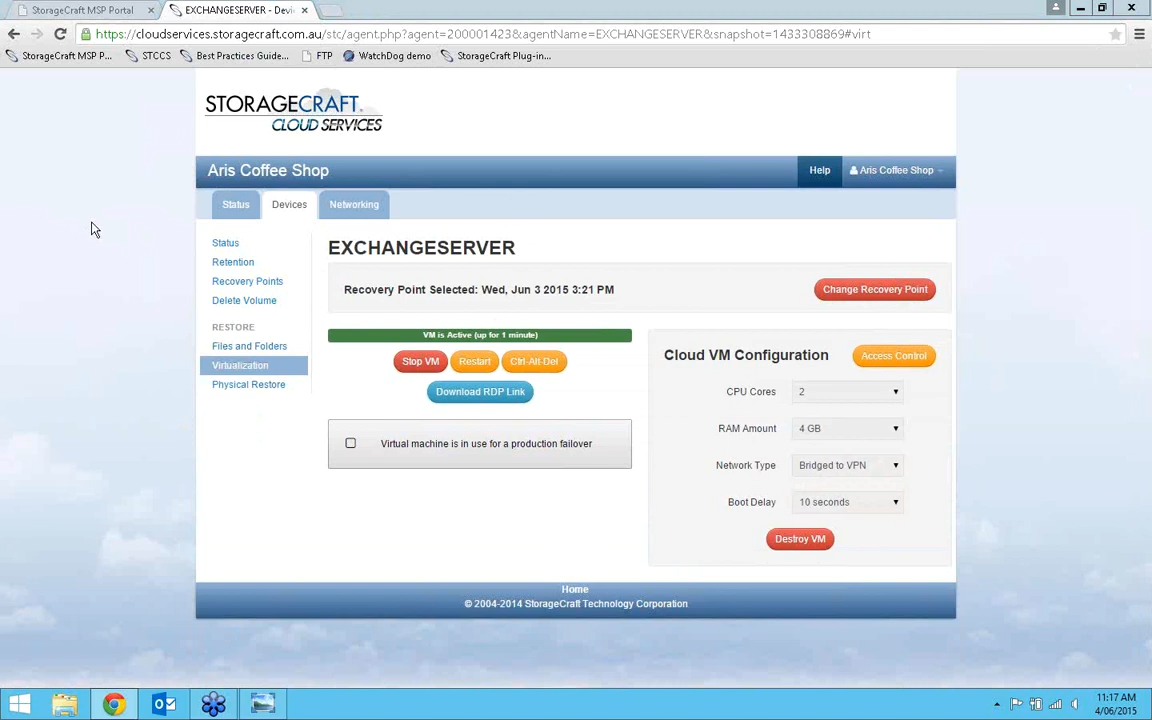 StorageCraft MSP Portal
EXCHANGESERVER - Devi
https://cloudservices.storagecraft.com.au/stc/agent.php?agent=200001423&agentName=EXCHANGESERVER&snapshot=1433308869#virt
StorageCraft MSP P...
STCCS
Best Practices Guide...
FTP
WatchDog demo
StorageCraft Plug-in...
STORAGECRAFT
CLOUD SERVICES
Aris Coffee Shop
Help
Aris Coffee Shop
Status
Devices
Networking
Status
Retention
Recovery Points
Delete Volume
RESTORE
Files and Folders
Virtualization
Physical Restore
EXCHANGESERVER
Recovery Point Selected: Wed, Jun 3 2015 3:21 PM
Change Recovery Point
VM is Active (up for 1 minute)
Stop VM
Restart
Ctrl-Alt-Del
Download RDP Link
Virtual machine is in use for a production failover
Cloud VM Configuration
Access Control
CPU Cores
2
RAM Amount
4 GB
Network Type
Bridged to VPN
Boot Delay
10 seconds
Destroy VM
Home
© 2004-2014 StorageCraft Technology Corporation
11:17 AM
4/06/2015